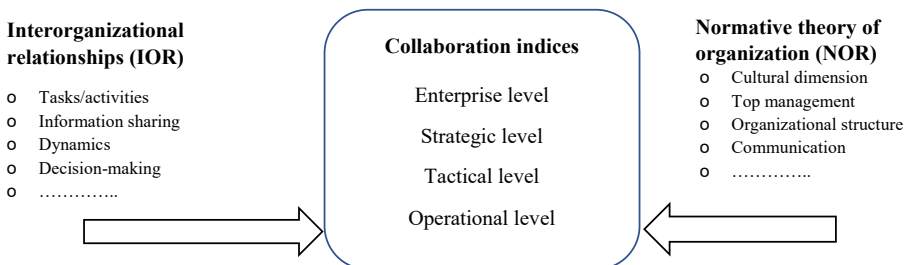 Interorganizational
relationships (IOR)
o Tasks/activities
o Information sharing
o Dynamics
o Decision-making
o …………..
Collaboration indices
Enterprise level
Strategic level
Tactical level
Operational level
Normative theory of
organization (NOR)
o Cultural dimension
o Top management
o Organizational structure
o Communication
o …………..